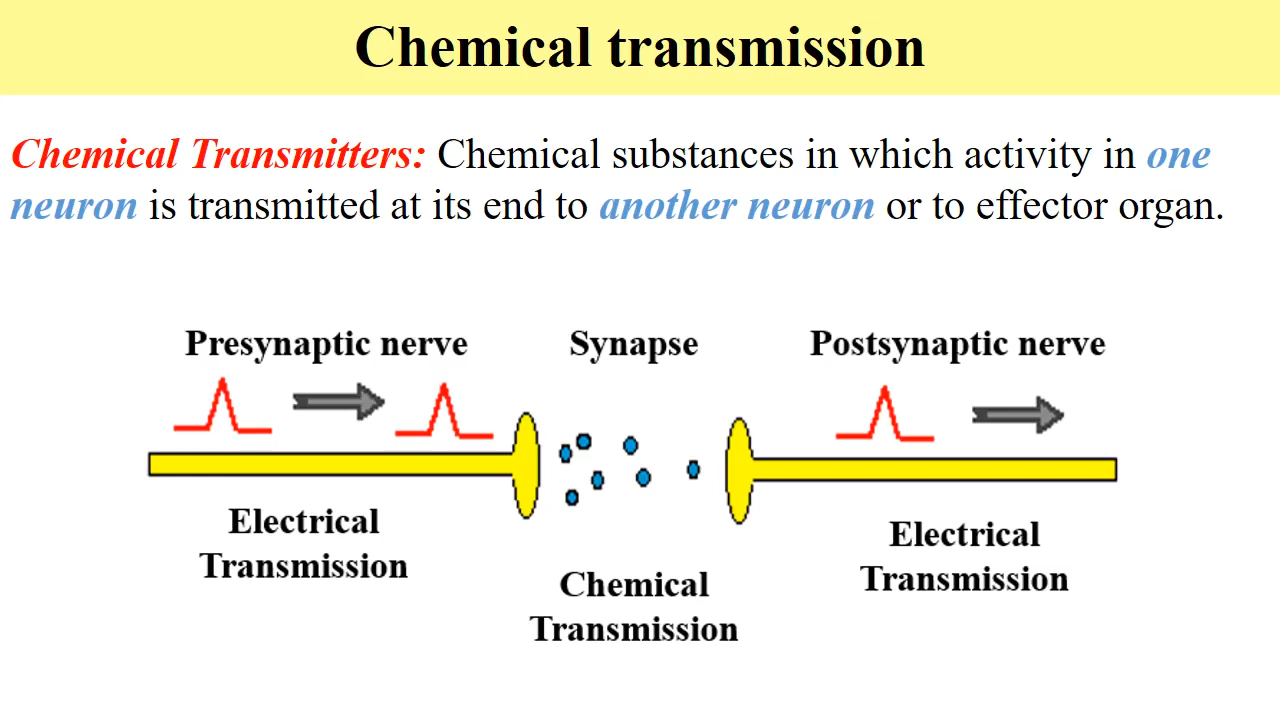 Chemical transmission
Chemical Transmitters: Chemical substances in which activity in one
neuron is transmitted at its end to another neuron or to effector organ.
Presynaptic nerve
Synapse
Postsynaptic nerve
Electrical
Transmission
Chemical
Transmission
Electrical
Transmission